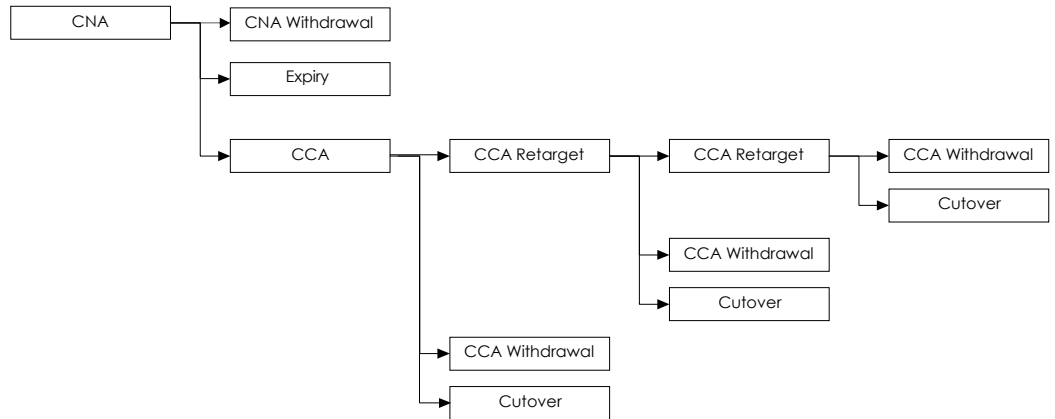 CNA
CNA Withdrawal
Expiry
CCA
CCA Retarget
CCA Retarget
CCA Withdrawal
Cutover
CCA Withdrawal
Cutover
CCA Withdrawal
Cutover